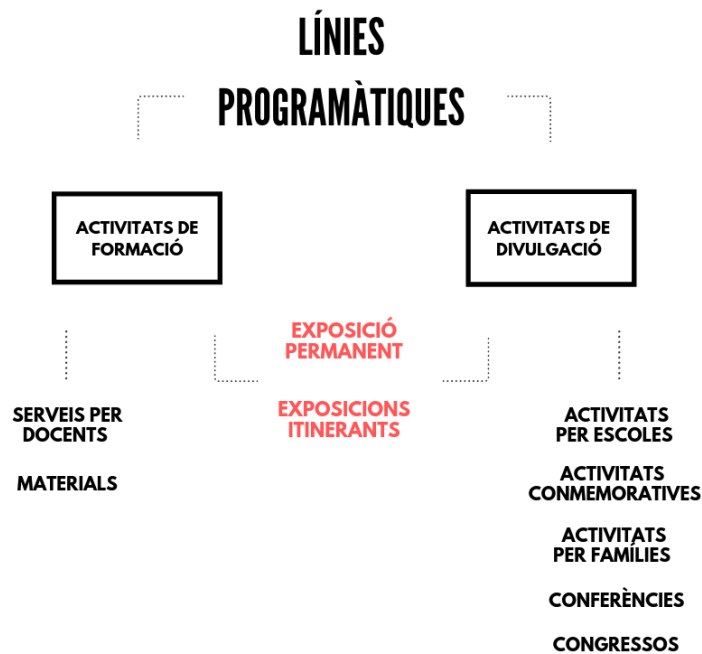 LÍNIES
PROGRAMÀTIQUES
ACTIVITATS DE
FORMACIÓ
ACTIVITATS DE
DIVULGACIÓ
EXPOSICIÓ
PERMANENT
EXPOSICIONS
ITINERANTS
SERVEIS PER
DOCENTS
MATERIALS
ACTIVITATS
PER ESCOLES
ACTIVITATS
CONMEMORATIVES
ACTIVITATS
PER FAMÍLIES
CONFERÈNCIES
CONGRESSOS